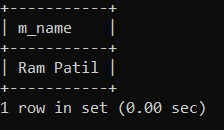 +-----------+
| m_name    |
+-----------+
| Ram Patil |
+-----------+
1 row in set (0.00 sec)